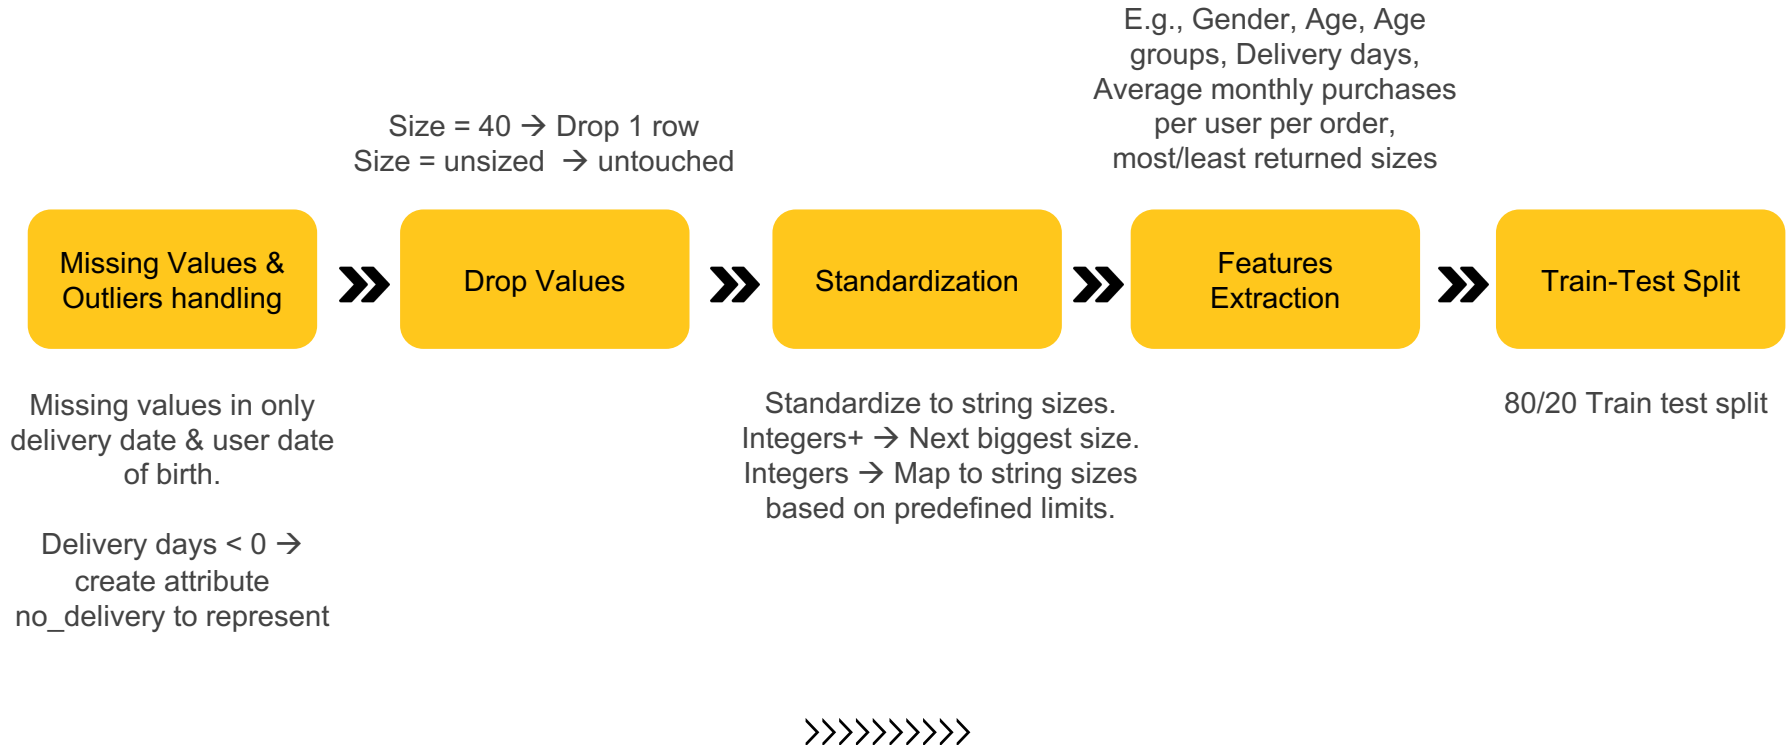 E.g., Gender, Age, Age
groups, Delivery days,
Average monthly purchases
per user per order,
most/least returned sizes
Size = 40 → Drop 1 row
Size = unsized → untouched
Missing Values &
Outliers handling
Drop Values
Standardization
Features
Extraction
Train-Test Split
Missing values in only
delivery date & user date
of birth.
Delivery days < 0 →
create attribute
no_delivery to represent
Standardize to string sizes.
Integers+ → Next biggest size.
Integers → Map to string sizes
based on predefined limits.
80/20 Train test split